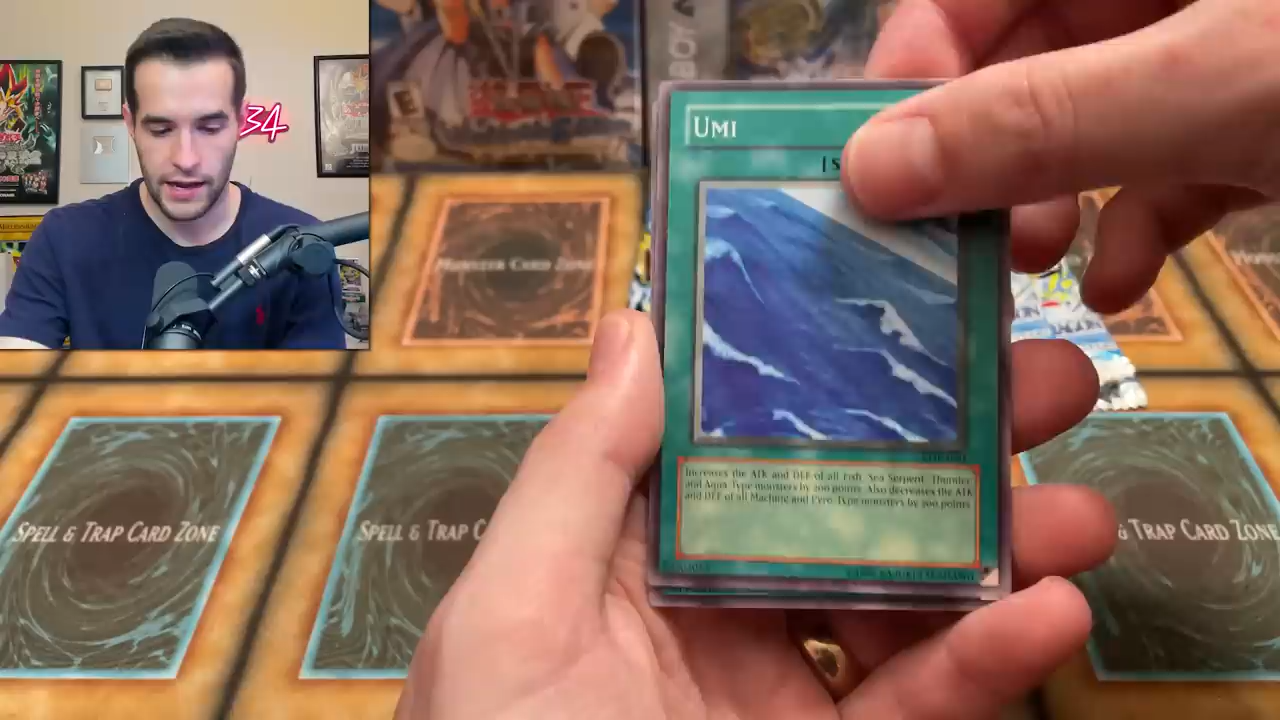 34
BOY
E
MONSTER CARD ZONE
UMI
[S
Increases the ATK and DEF of all Fish, Sea Serpent, Thunder
and Aqua-Type monsters by 200 points. Also decreases the ATK
and DEF of all Machine and Pyro-Type monsters by 200 points.
SPELL & TRAP CARD ZONE
SPELL & TRAP C
& TRAP CARD ZONE